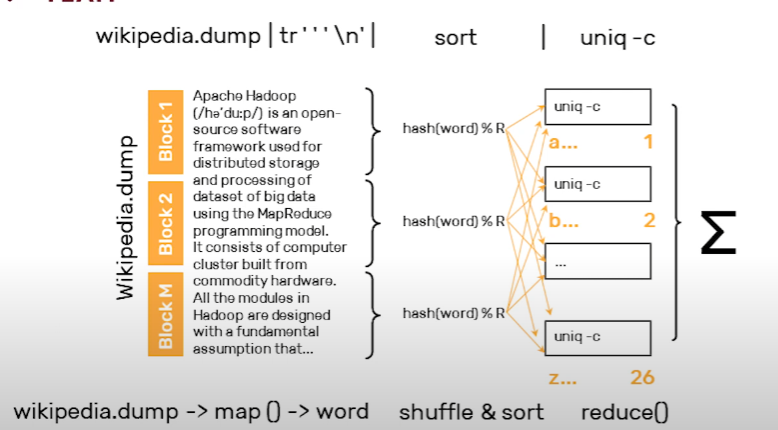 wikipedia.dump | tr ' ' ' \n' | sort | uniq -c
Wikipedia.dump
Block 1
Block 2
Block M
Apache Hadoop
(/həˈduːp/) is an open-
source software
framework used for
distributed storage
and processing of
dataset of big data
using the MapReduce
programming model.
It consists of computer
cluster built from
commodity hardware.
All the modules in
Hadoop are designed
with a fundamental
assumption that...
hash(word) % R
hash(word) % R
hash(word) % R
uniq -c
a... 1
uniq -c
b... 2
...
uniq -c
z... 26
Σ
wikipedia.dump -> map () -> word shuffle & sort reduce()